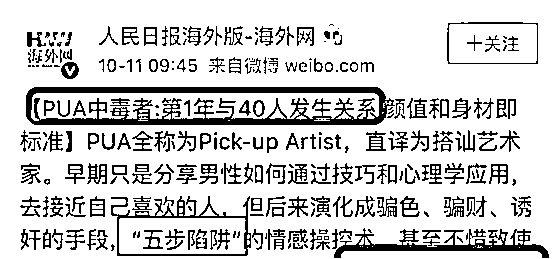 海外网
人民日报海外版-海外网
十关注
10-11 09:45 来自微博 weibo.com
【PUA中毒者:第1年与40人发生关系 颜值和身材即
标准】PUA全称为Pick-up Artist，直译为搭讪艺术
家。早期只是分享男性如何通过技巧和心理学应用，
去接近自己喜欢的人，但后来演化成骗色、骗财、诱
奸的手段，“五步陷阱”的情感操控术，甚至不惜致使